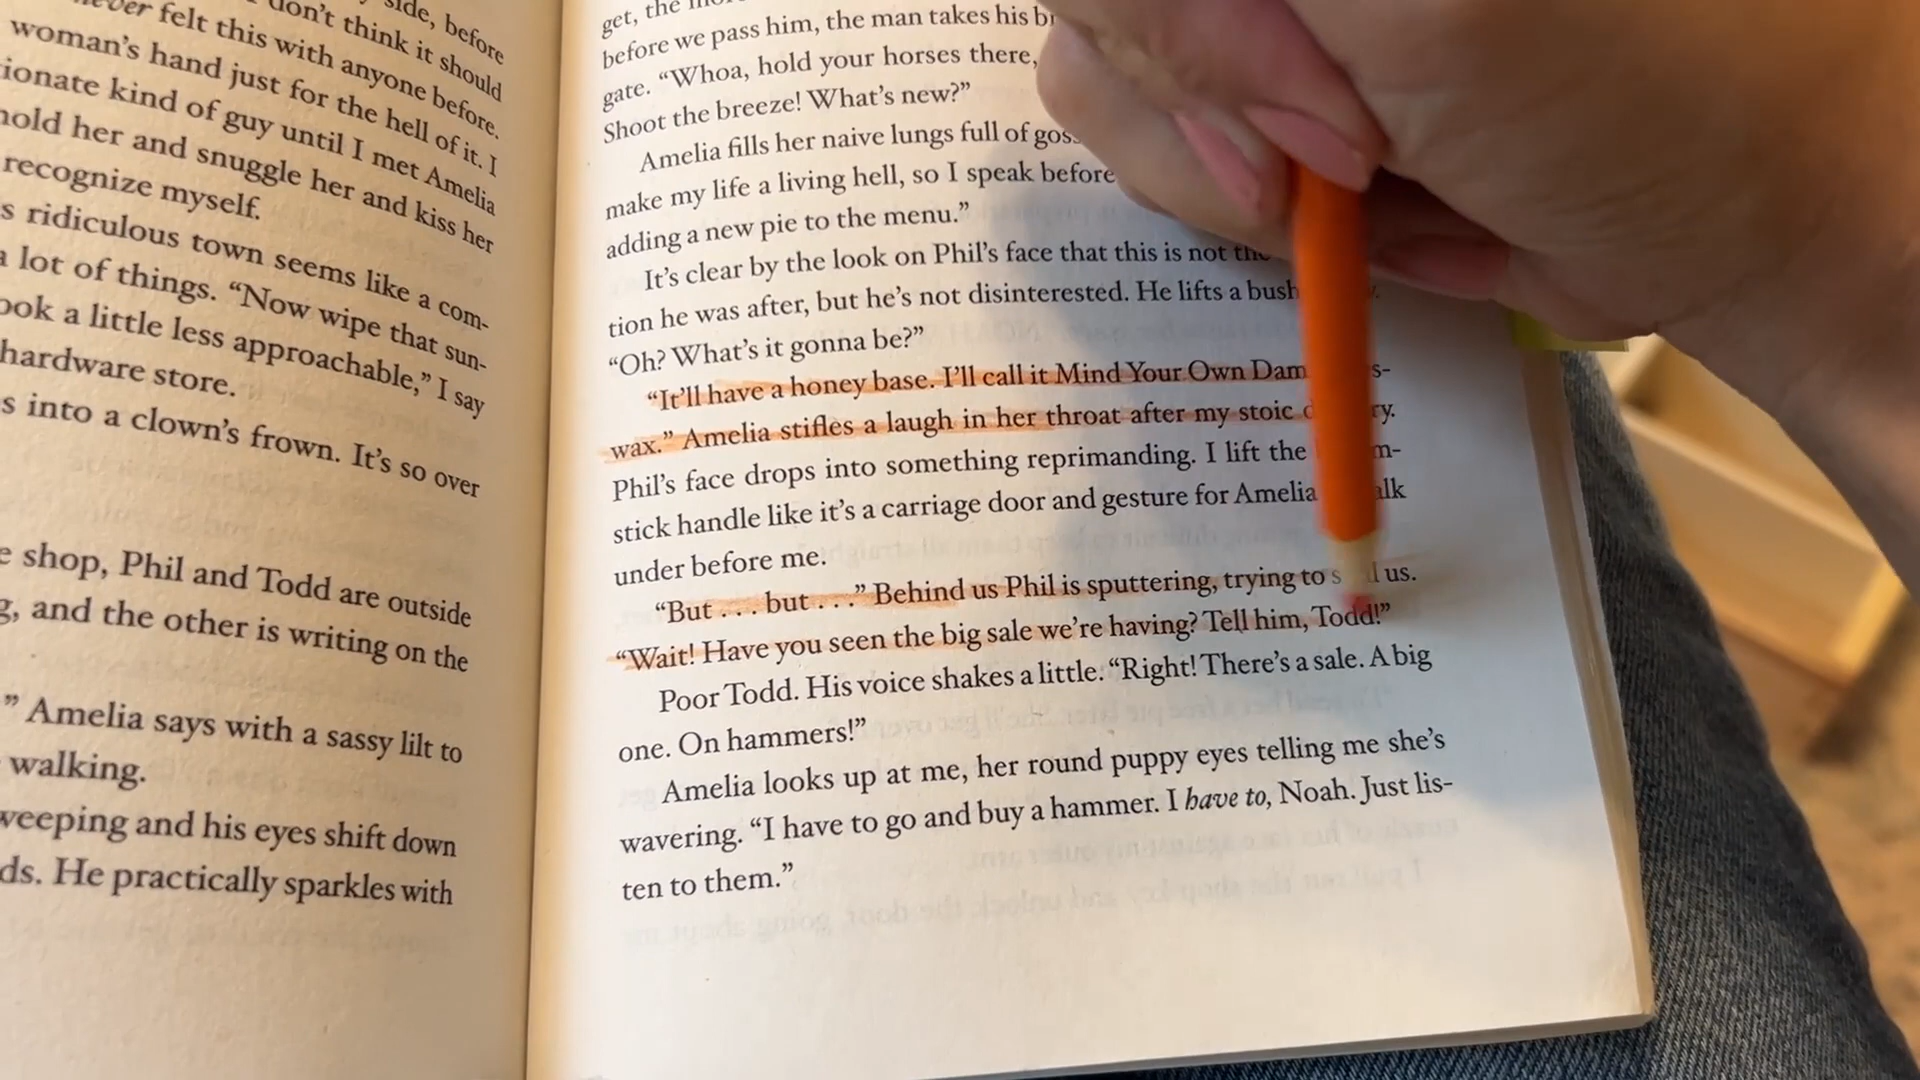 side, before
don't think it should
never felt this with anyone before.
woman's hand just for the hell of it. I
ionate kind of guy until I met Amelia
hold her and snuggle her and kiss her
recognize myself.
s ridiculous town seems like a com-
a lot of things. “Now wipe that sun-
ook a little less approachable,” I say
hardware store.
s into a clown's frown. It's so over
e shop, Phil and Todd are outside
g, and the other is writing on the
” Amelia says with a sassy lilt to
walking.
weeping and his eyes shift down
ds. He practically sparkles with
get, the
before we pass him, the man takes his
gate. “Whoa, hold your horses there,
Shoot the breeze! What's new?”
Amelia fills her naive lungs full of
make my life a living hell, so I speak before
adding a new pie to the menu.”
It's clear by the look on Phil's face that this is not
tion he was after, but he's not disinterested. He lifts a
“Oh? What's it gonna be?”
“It'll have a honey base. I'll call it Mind Your Own Dam s-
wax.” Amelia stifles a laugh in her throat after my stoic
Phil's face drops into something reprimanding. I lift the m-
stick handle like it's a carriage door and gesture for Amelia alk
under before me.
“But . . . but . . .” Behind us Phil is sputtering, trying to us.
“Wait! Have you seen the big sale we're having? Tell him, Todd!”
Poor Todd. His voice shakes a little. “Right! There's a sale. A big
one. On hammers!”
Amelia looks up at me, her round puppy eyes telling me she's
wavering. “I have to go and buy a hammer. I have to, Noah. Just lis-
ten to them.”